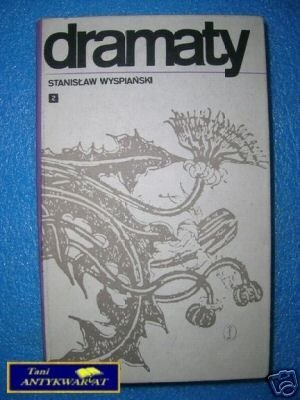 dramaty
STANISŁAW WYSPIAŃSKI
2
Tani
ANTYKWARIAT